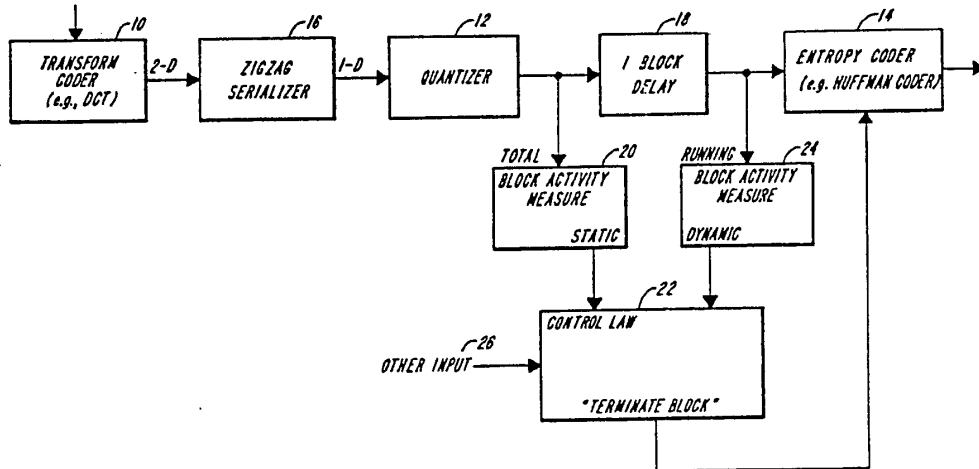 10
TRANSFORM
CODER
(e.g., DCT)
2-D
16
ZIGZAG
SERIALIZER
1-D
12
QUANTIZER
18
1 BLOCK
DELAY
14
ENTROPY CODER
(e.g. HUFFMAN CODER)
TOTAL
20
BLOCK ACTIVITY
MEASURE
STATIC
RUNNING
24
BLOCK ACTIVITY
MEASURE
DYNAMIC
22
CONTROL LAW
OTHER INPUT
26
"TERMINATE BLOCK"